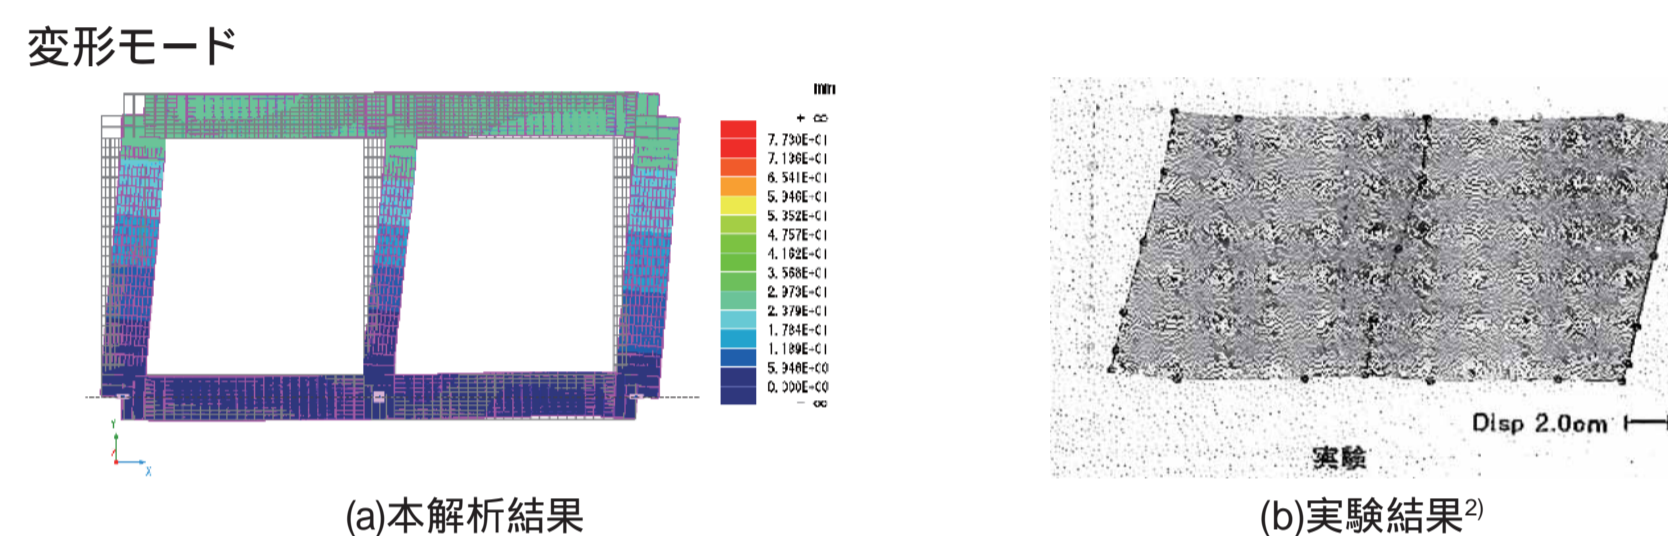 変形モード
mm
+ ∞
7.730E+01
7.136E+01
6.541E+01
5.946E+01
5.352E+01
4.757E+01
4.162E+01
3.568E+01
2.973E+01
2.379E+01
1.784E+01
1.189E+01
5.946E+00
0.000E+00
- ∞
Y
X
Disp 2.0cm
実験
(a)本解析結果
(b)実験結果2)